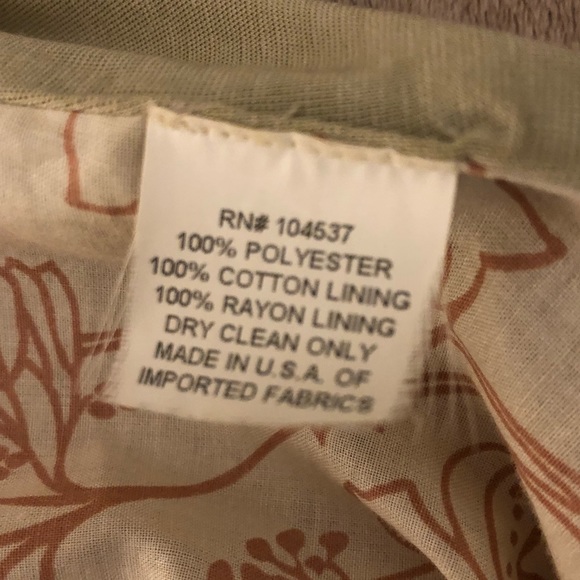 RN# 104537
100% POLYESTER
100% COTTON LINING
100% RAYON LINING
DRY CLEAN ONLY
MADE IN U.S.A. OF
IMPORTED FABRICS